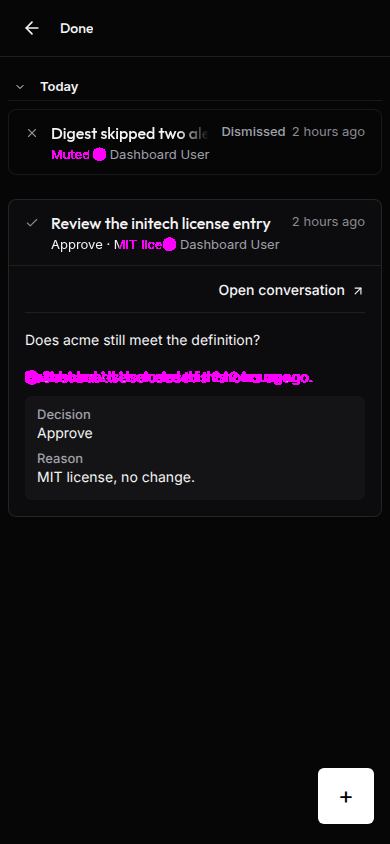 Done
Today
Digest skipped two
Dismissed 2 hours ago
Muted Dashboard User
Review the initech license entry
2 hours ago
Approve · MIT Dashboard User
Open conversation
Does acme still meet the definition?
Decision
Approve
Reason
MIT license, no change.